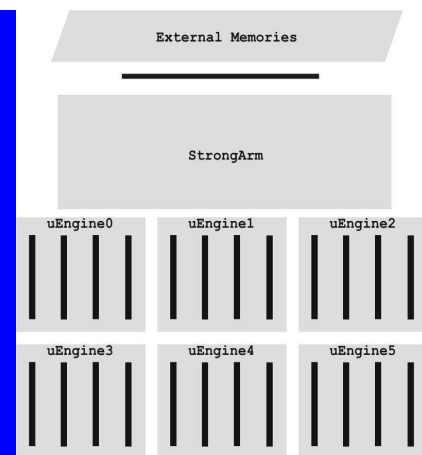 External Memories
StrongArm
uEngine0
uEngine1
uEngine2
uEngine3
uEngine4
uEngine5